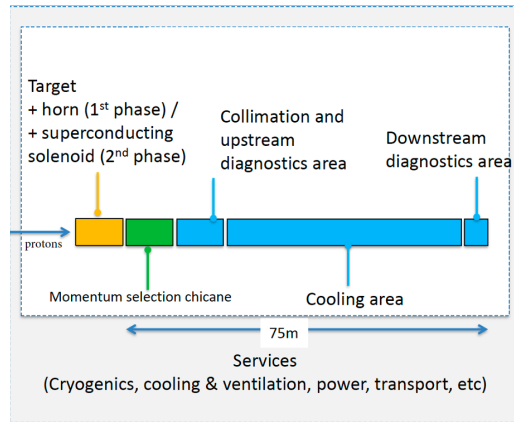 Target
+ horn (1st phase) /
+ superconducting
solenoid (2nd phase)
Collimation and
upstream
diagnostics area
Downstream
diagnostics area
protons
Momentum selection chicane
Cooling area
75m
Services
(Cryogenics, cooling & ventilation, power, transport, etc)